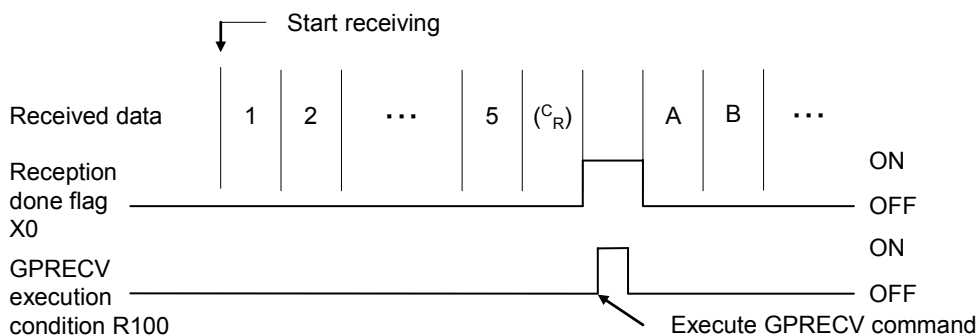 Start receiving
Received data 1 2 ··· 5 (CR) A B ···
Reception done flag X0
ON
OFF
GPRECV execution condition R100
ON
OFF
Execute GPRECV command